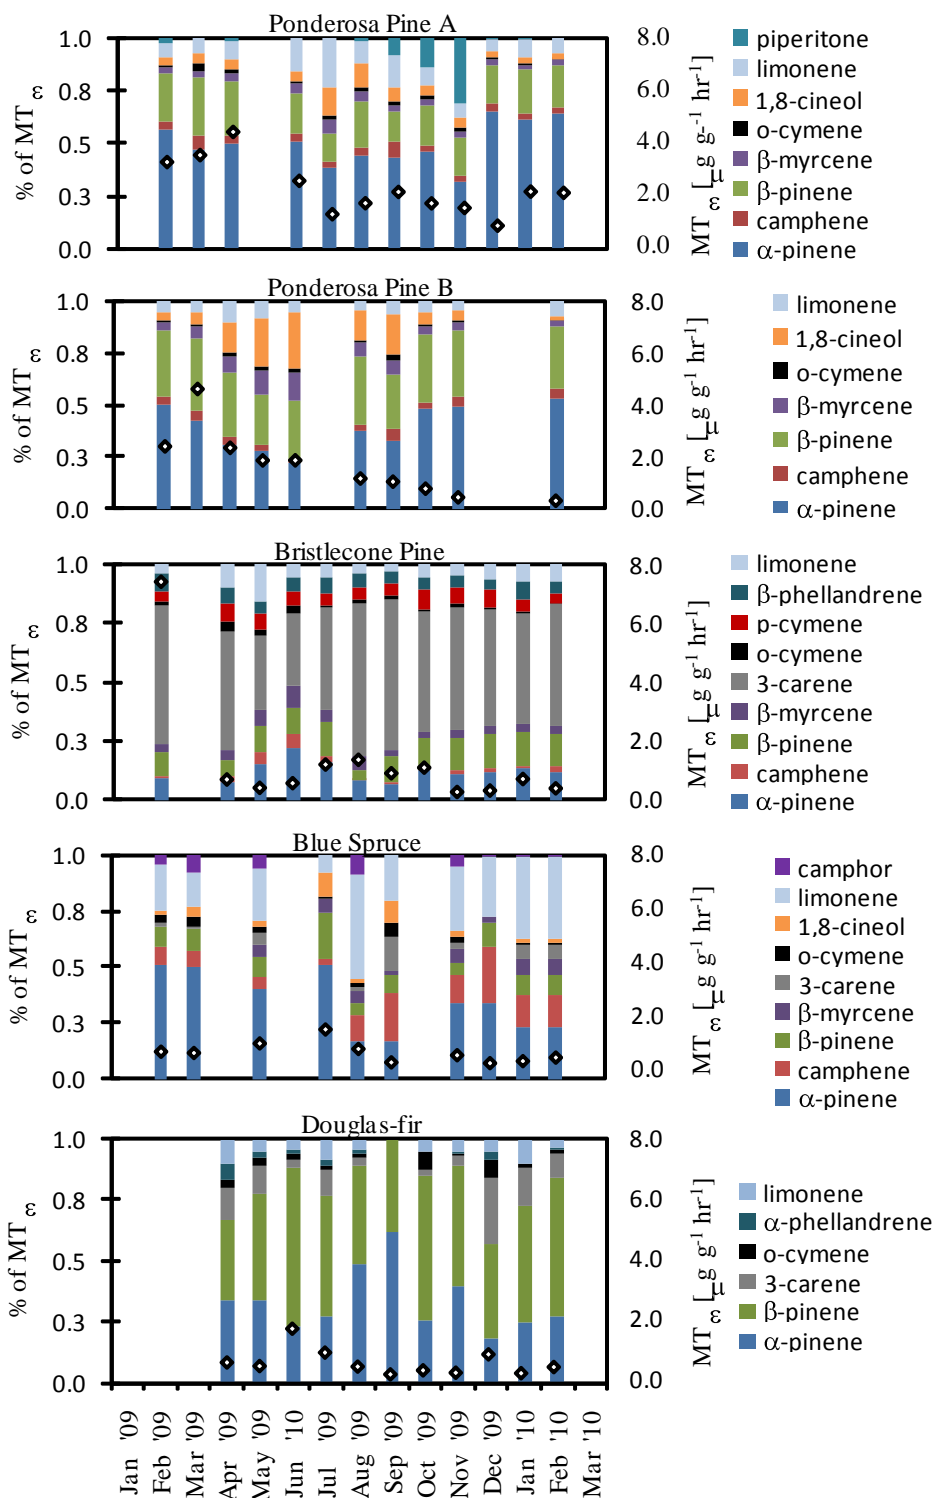 Ponderosa Pine A
% of MT ε
1.0
0.8
0.5
0.3
0.0
8.0
6.0
4.0
2.0
0.0
MT ε [ μg g-1 hr-1]
piperitone
limonene
1,8-cineol
o-cymene
β-myrcene
β-pinene
camphene
α-pinene
Ponderosa Pine B
% of MT ε
1.0
0.8
0.5
0.3
0.0
8.0
6.0
4.0
2.0
0.0
MT ε [ μg g-1 hr-1]
limonene
1,8-cineol
o-cymene
β-myrcene
β-pinene
camphene
α-pinene
Bristlecone Pine
% of MT ε
1.0
0.8
0.5
0.3
0.0
8.0
6.0
4.0
2.0
0.0
MT ε [ μg g-1 hr-1]
limonene
β-phellandrene
p-cymene
o-cymene
3-carene
β-myrcene
β-pinene
camphene
α-pinene
Blue Spruce
% of MT ε
1.0
0.8
0.5
0.3
0.0
8.0
6.0
4.0
2.0
0.0
MT ε [ μg g-1 hr-1]
camphor
limonene
1,8-cineol
o-cymene
3-carene
β-myrcene
β-pinene
camphene
α-pinene
Douglas-fir
% of MT ε
1.0
0.8
0.5
0.3
0.0
8.0
6.0
4.0
2.0
0.0
MT ε [ μg g-1 hr-1]
limonene
α-phellandrene
o-cymene
3-carene
β-pinene
α-pinene
Jan '09
Feb '09
Mar '09
Apr '09
May '09
Jun '10
Jul '09
Aug '09
Sep '09
Oct '09
Nov '09
Dec '09
Jan '10
Feb '10
Mar '10